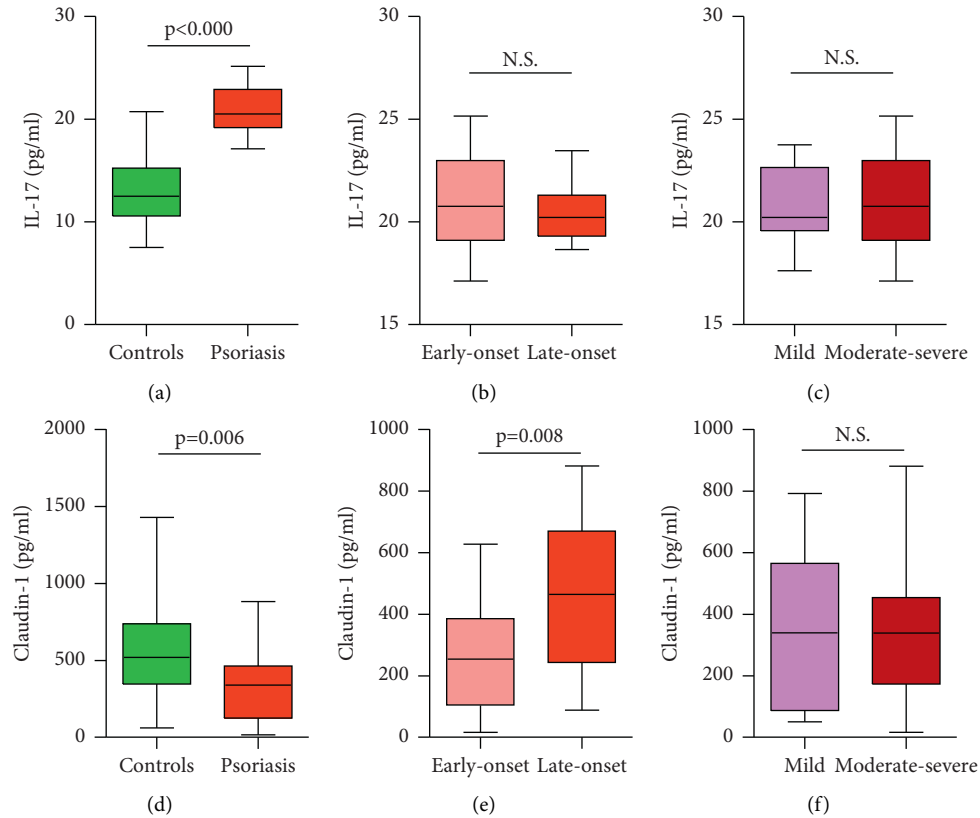 30
20
10
0
IL-17 (pg/ml)
p<0.000
Controls Psoriasis
(a)
30
25
20
15
IL-17 (pg/ml)
N.S.
Early-onset Late-onset
(b)
30
25
20
15
IL-17 (pg/ml)
N.S.
Mild Moderate-severe
(c)
2000
1500
1000
500
0
Claudin-1 (pg/ml)
p=0.006
Controls Psoriasis
(d)
1000
800
600
400
200
0
Claudin-1 (pg/ml)
p=0.008
Early-onset Late-onset
(e)
1000
800
600
400
200
0
Claudin-1 (pg/ml)
N.S.
Mild Moderate-severe
(f)